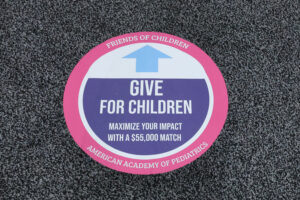 FRIENDS OF CHILDREN
GIVE
FOR CHILDREN
MAXIMIZE YOUR IMPACT
WITH A $55,000 MATCH
AMERICAN ACADEMY OF PEDIATRICS